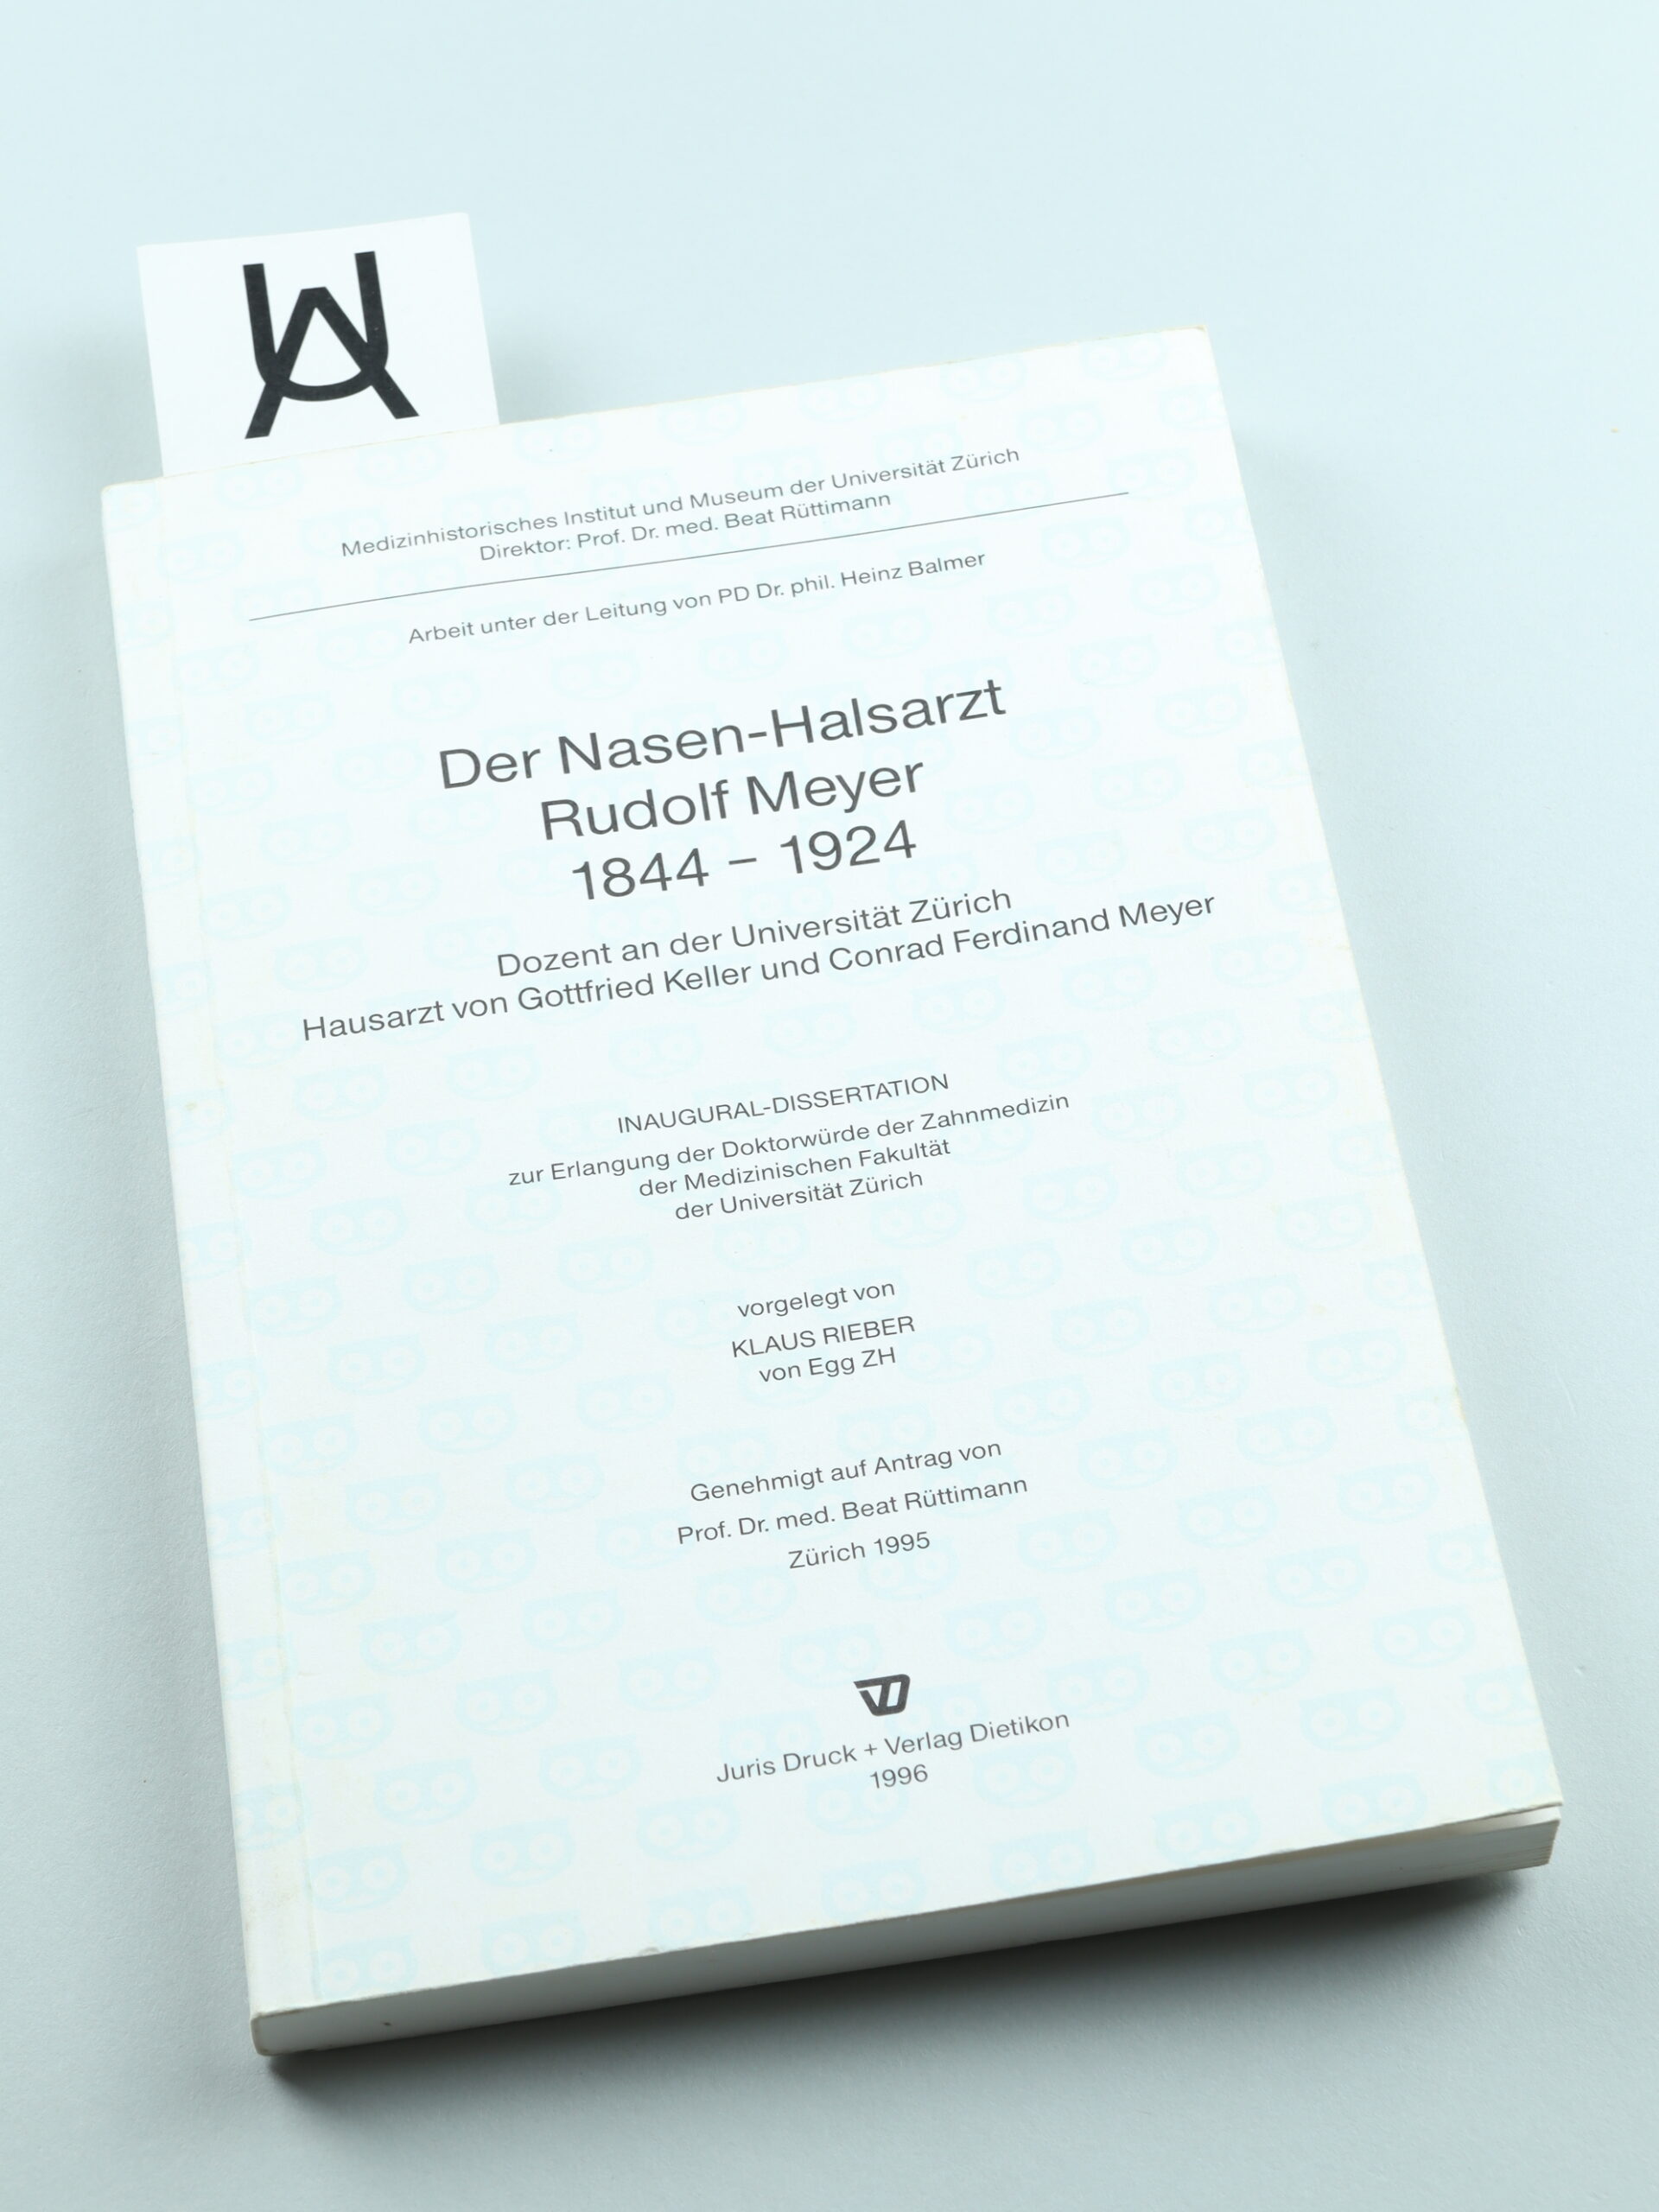 UA
Medizinhistorisches Institut und Museum der Universität Zürich
Direktor: Prof. Dr. med. Beat Rüttimann
Arbeit unter der Leitung von PD Dr. phil. Heinz Balmer
Der Nasen-Halsarzt
Rudolf Meyer
1844 – 1924
Dozent an der Universität Zürich
Hausarzt von Gottfried Keller und Conrad Ferdinand Meyer
INAUGURAL-DISSERTATION
zur Erlangung der Doktorwürde der Zahnmedizin
der Medizinischen Fakultät
der Universität Zürich
vorgelegt von
KLAUS RIEBER
von Egg ZH
Genehmigt auf Antrag von
Prof. Dr. med. Beat Rüttimann
Zürich 1995
Juris Druck + Verlag Dietikon
1996